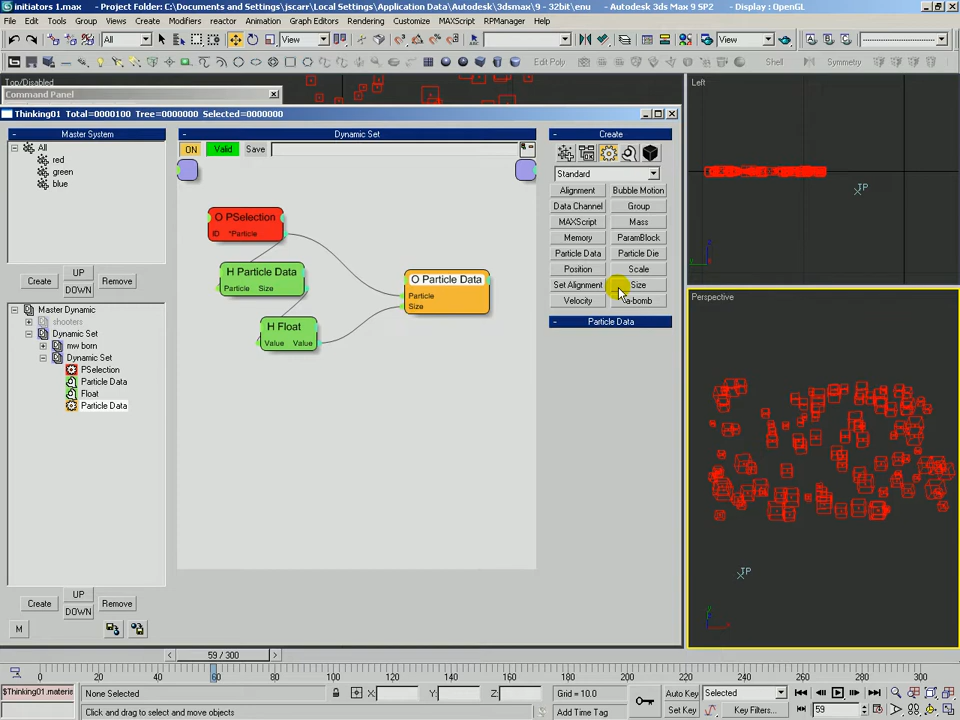 initiators 1.max - Project Folder: C:\Documents and Settings\jscarr\Local Settings\Application Data\Autodesk\3dsmax\9 - 32bit\enu - Autodesk 3ds Max 9 SP2 - Display : OpenGL
File Edit Tools Group Views Create Modifiers reactor Animation Graph Editors Rendering Customize MAXScript RPManager Help
All View View
Edit Poly Shell Symmetry
Top/Disabled
Left
Command Panel
Thinking01 Total=0000100 Tree=0000000 Selected=0000000
Master System
All
red
green
blue
Create UP Remove
DOWN
Master Dynamic
shooters
Dynamic Set
mw born
Dynamic Set
PSelection
Particle Data
Float
Particle Data
Create UP Remove
DOWN
M
Dynamic Set
ON Valid Save
O PSelection
ID *Particle
H Particle Data
Particle Size
H Float
Value Value
O Particle Data
Particle
Size
Create
Standard
Alignment Bubble Motion
Data Channel Group
MAXScript Mass
Memory ParamBlock
Particle Data Particle Die
Position Scale
Set Alignment Size
Velocity
Particle Data
TP
Perspective
TP
59 / 300
0 20 40 60 80 100 120 140 160 180 200 220 240 260 280 300
$Thinking01.materie None Selected X: Y: Z: Grid = 10.0 Auto Key Selected
Click and drag to select and move objects Add Time Tag Set Key Key Filters... 59